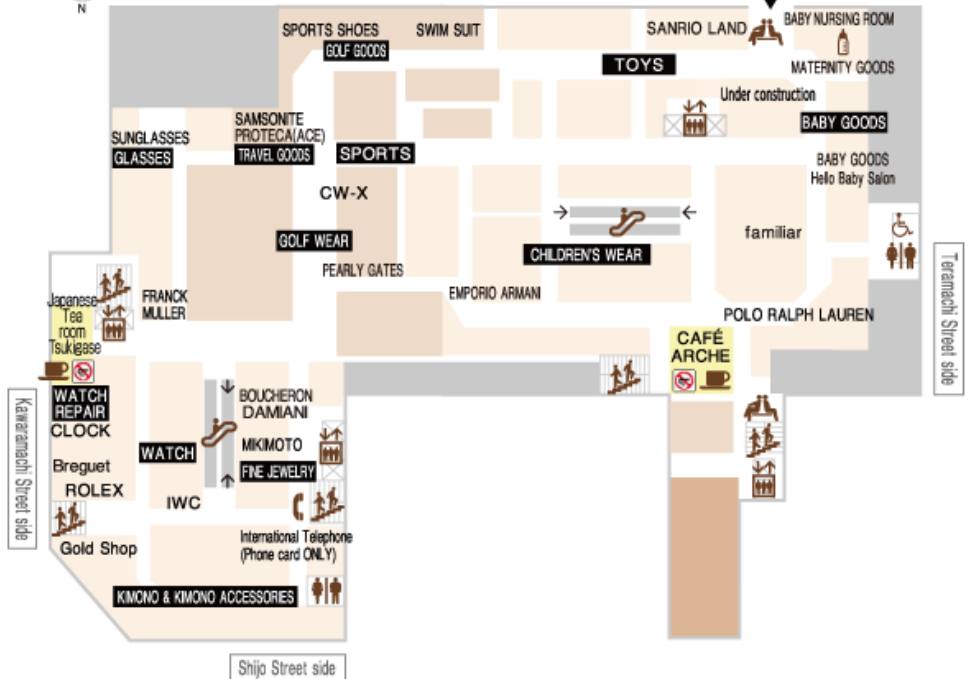 N
SPORTS SHOES
GOLF GOODS
SWIM SUIT
SANRIO LAND
BABY NURSING ROOM
TOYS
MATERNITY GOODS
Under construction
BABY GOODS
SUNGLASSES
GLASSES
SAMSONITE
PROTECA(ACE)
TRAVEL GOODS
SPORTS
BABY GOODS
Hello Baby Salon
CW-X
GOLF WEAR
PEARLY GATES
CHILDREN'S WEAR
familiar
EMPORIO ARMANI
POLO RALPH LAUREN
Teramachi Street side
Japanese
Tea
room
Tsukigase
FRANCK
MULLER
CAFÉ
ARCHE
WATCH
REPAIR
CLOCK
BOUCHERON
DAMIANI
WATCH
MIKIMOTO
FINE JEWELRY
Breguet
ROLEX
IWC
Kawaramachi Street side
Gold Shop
International Telephone
(Phone card ONLY)
KIMONO & KIMONO ACCESSORIES
Shijo Street side